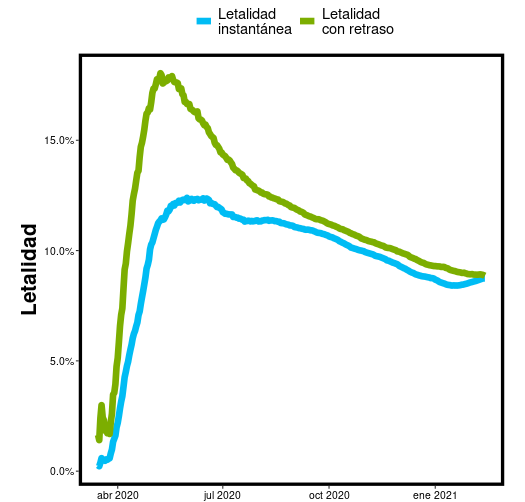 Letalidad
instantánea
Letalidad
con retraso
Letalidad
15.0%
10.0%
5.0%
0.0%
abr 2020
jul 2020
oct 2020
ene 2021